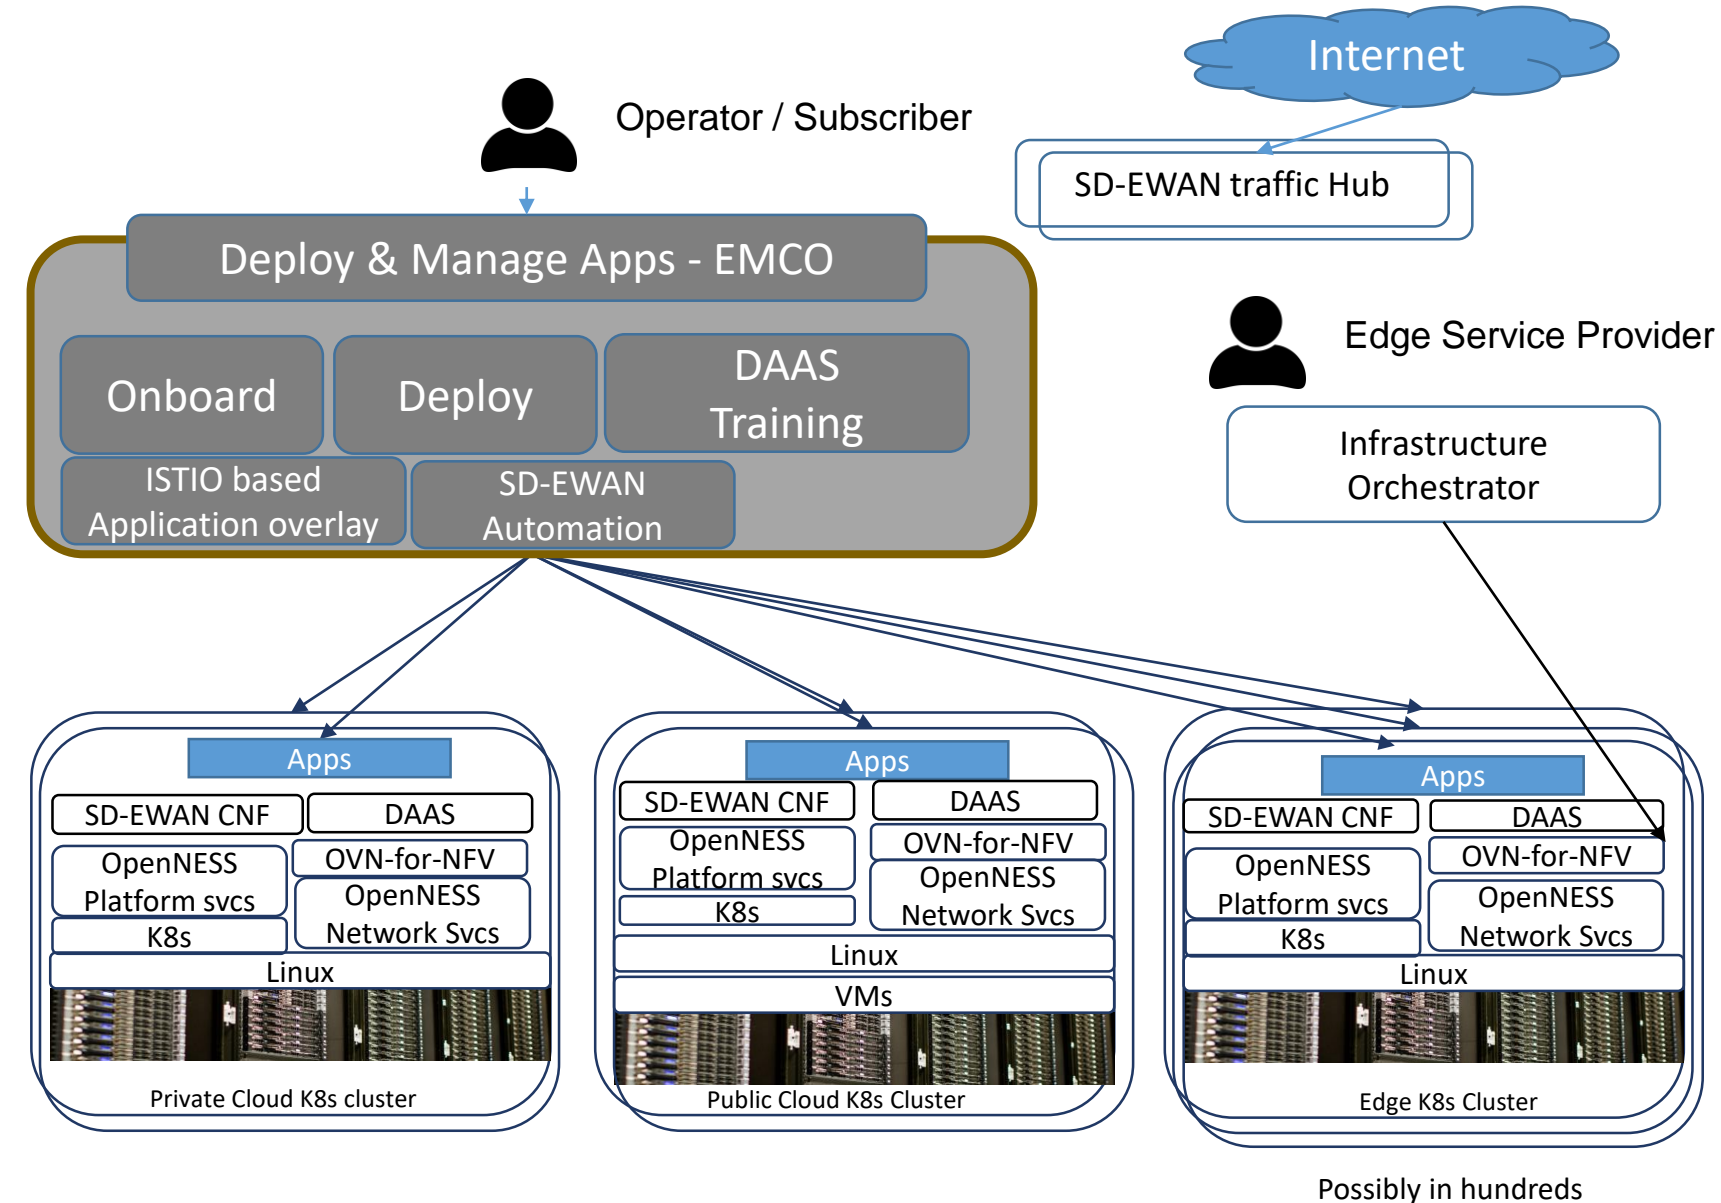 Internet
Operator / Subscriber
SD-EWAN traffic Hub
Deploy & Manage Apps - EMCO
Edge Service Provider
Onboard
Deploy
DAAS
Training
ISTIO based
Application overlay
SD-EWAN
Automation
Infrastructure
Orchestrator
Apps
SD-EWAN CNF
DAAS
OpenNESS
Platform svcs
OVN-for-NFV
OpenNESS
Network Svcs
K8s
Linux
Private Cloud K8s cluster
Apps
SD-EWAN CNF
DAAS
OpenNESS
Platform svcs
OVN-for-NFV
OpenNESS
Network Svcs
K8s
Linux
VMs
Public Cloud K8s Cluster
Apps
SD-EWAN CNF
DAAS
OpenNESS
Platform svcs
OVN-for-NFV
OpenNESS
Network Svcs
K8s
Linux
Edge K8s Cluster
Possibly in hundreds